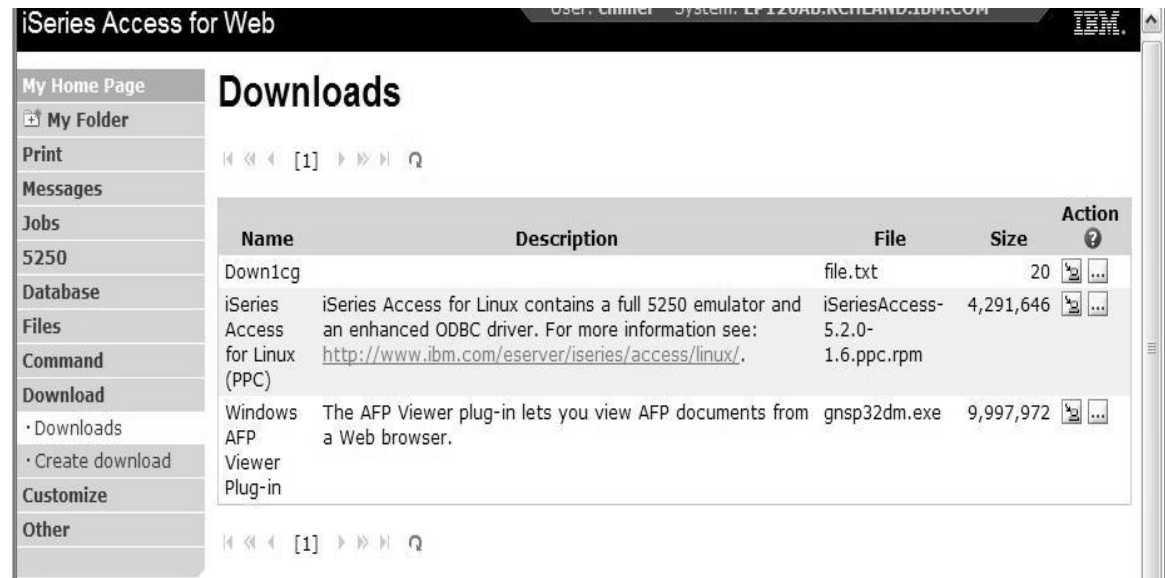 iSeries Access for Web
IBM.
My Home Page
My Folder
Print
Messages
Jobs
5250
Database
Files
Command
Download
· Downloads
· Create download
Customize
Other
Downloads
[1]
Name Description File Size Action
Down1cg file.txt 20
iSeries Access for Linux (PPC)
iSeries Access for Linux contains a full 5250 emulator and
an enhanced ODBC driver. For more information see:
http://www.ibm.com/eserver/iseries/access/linux/.
iSeriesAccess-
5.2.0-
1.6.ppc.rpm
4,291,646
Windows
AFP
Viewer
Plug-in
The AFP Viewer plug-in lets you view AFP documents from
a Web browser.
gnsp32dm.exe
9,997,972
[1]